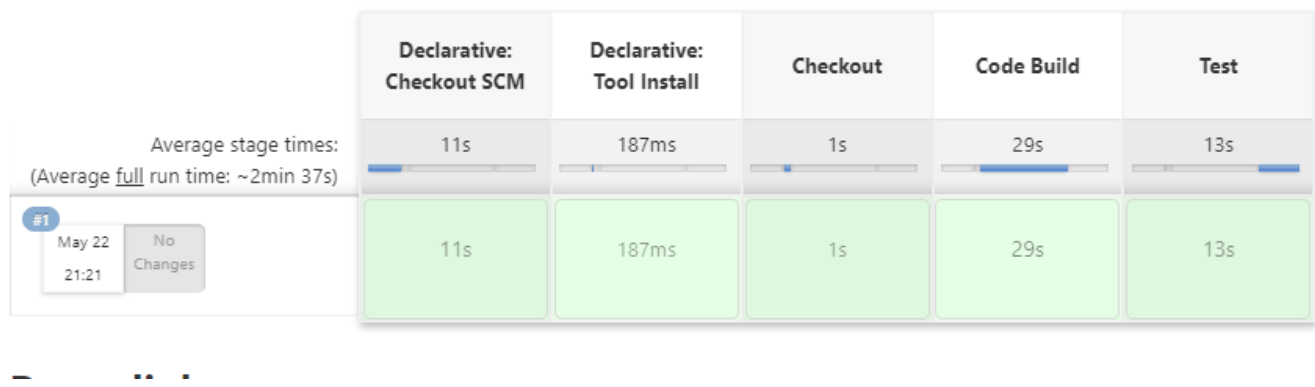 Declarative: Checkout SCM
Declarative: Tool Install
Checkout
Code Build
Test
Average stage times:
(Average full run time: ~2min 37s)
11s
187ms
1s
29s
13s
#1
May 22
21:21
No
Changes
11s
187ms
1s
29s
13s